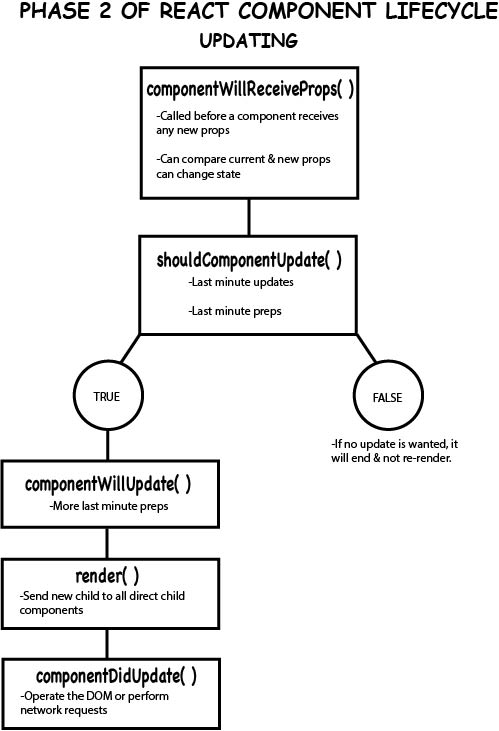 PHASE 2 OF REACT COMPONENT LIFECYCLE
UPDATING
componentWillReceiveProps( )
-Called before a component receives
any new props
-Can compare current & new props
can change state
shouldComponentUpdate( )
-Last minute updates
-Last minute preps
TRUE
FALSE
-If no update is wanted, it
will end & not re-render.
componentWillUpdate( )
-More last minute preps
render( )
-Send new child to all direct child
components
componentDidUpdate( )
-Operate the DOM or perform
network requests